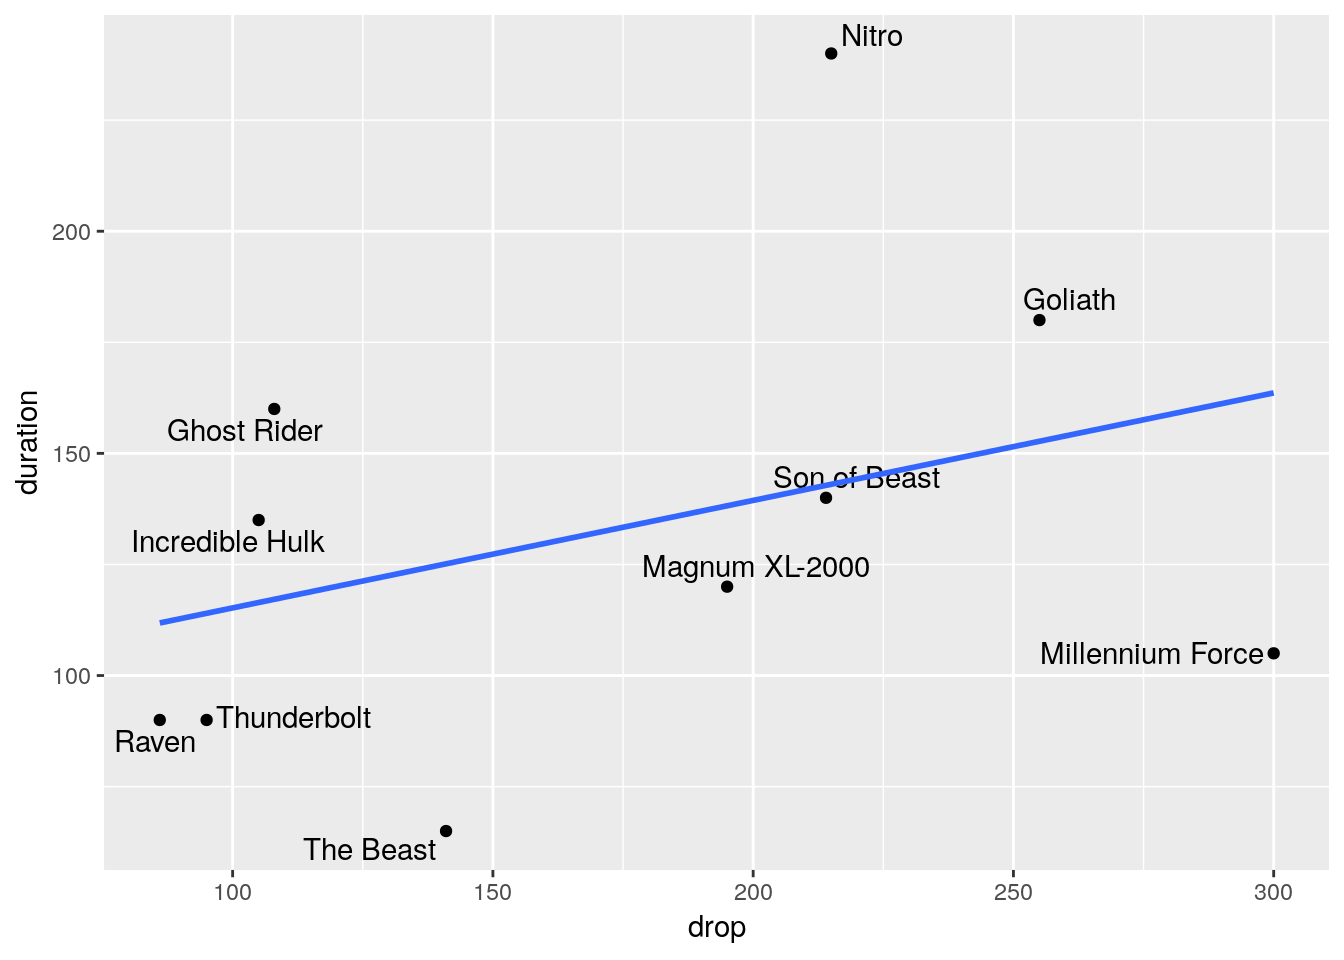 Nitro
200
Goliath
Ghost Rider
150
Son of Beast
Incredible Hulk
Magnum XL-2000
Millennium Force
100
Thunderbolt
Raven
The Beast
duration
100
150
200
250
300
drop